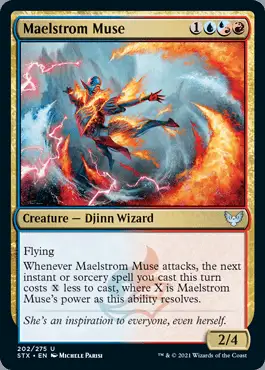 Maelstrom Muse 1
Creature — Djinn Wizard
Flying
Whenever Maelstrom Muse attacks, the next
instant or sorcery spell you cast this turn
costs X less to cast, where X is Maelstrom
Muse's power as this ability resolves.
She's an inspiration to everyone, even herself.
2/4
202/275 U
STX • EN MICHELE PARISI
™ & © 2021 Wizards of the Coast